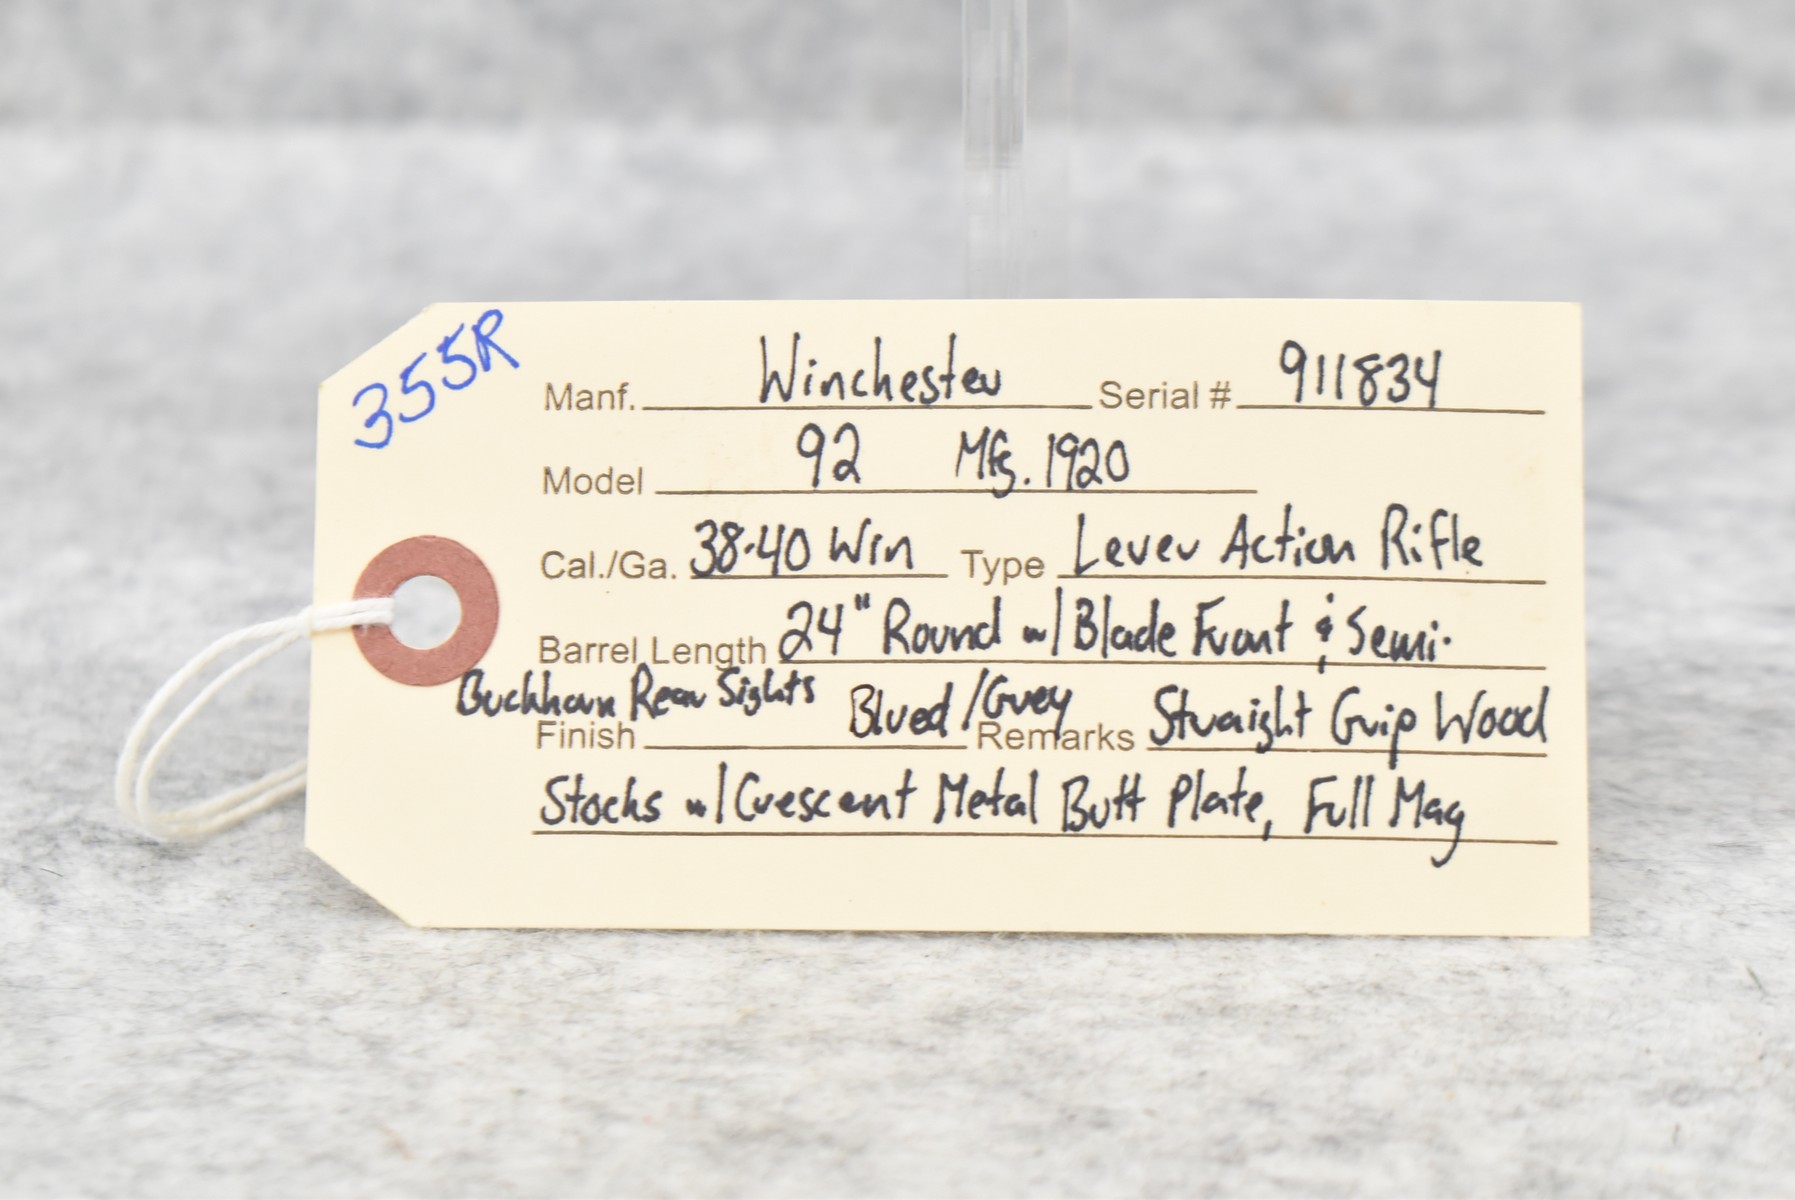 355R
Manf. Winchester Serial # 911834
Model 92 Mfg. 1920
Cal./Ga. 38-40 Win Type Lever Action Rifle
Barrel Length 24" Round w/ Blade Front & Semi-
Buckhorn Rear Sights
Finish Blued/Grey Remarks Straight Grip Wood
Stocks w/ Crescent Metal Butt Plate, Full Mag